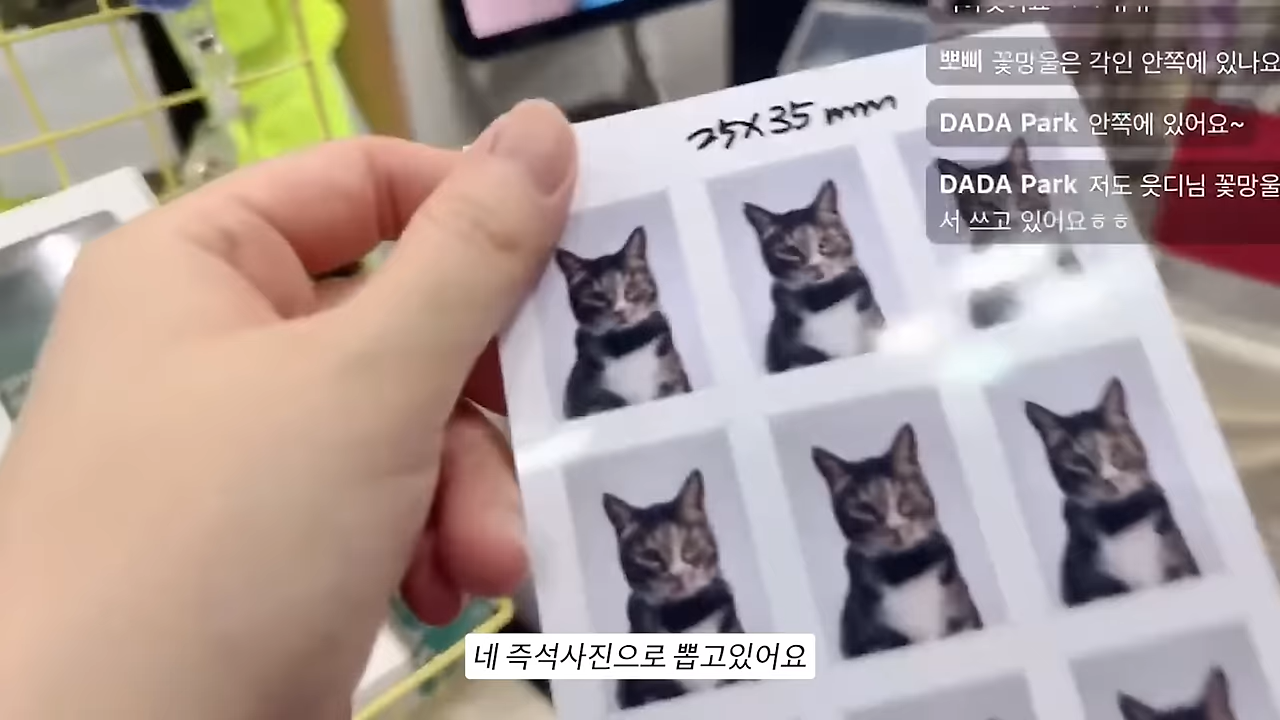 25X35 mm
뽀삐 꽃망울은 각인 안쪽에 있나요
DADA Park 안쪽에 있어요~
DADA Park 저도 웃디님 꽃망울
서 쓰고 있어요ㅎㅎ
네 즉석사진으로 뽑고있어요